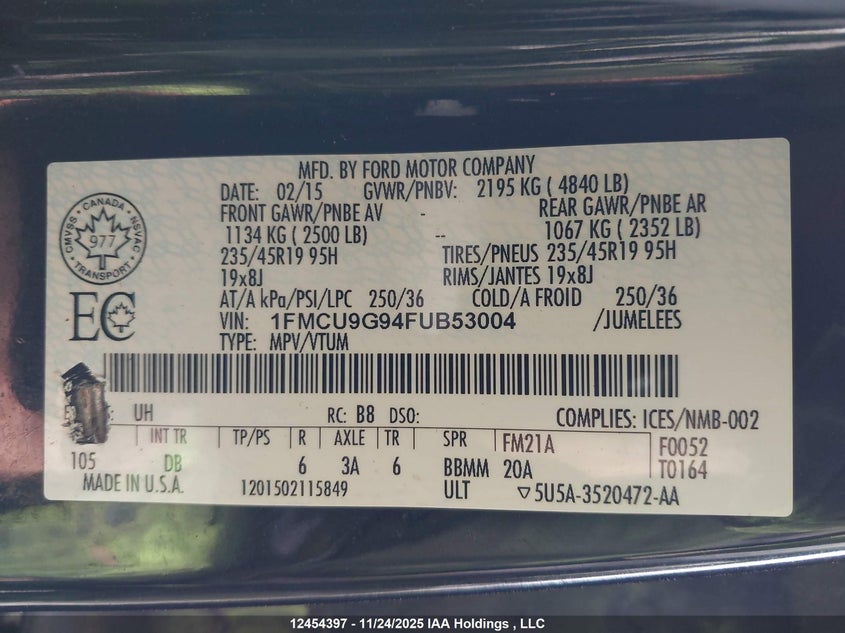 MFD. BY FORD MOTOR COMPANY
DATE: 02/15 GVWR/PNBV: 2195 KG ( 4840 LB)
FRONT GAWR/PNBE AV - REAR GAWR/PNBE AR
1134 KG ( 2500 LB) -- 1067 KG ( 2352 LB)
235/45R19 95H TIRES/PNEUS 235/45R19 95H
19x8J RIMS/JANTES 19x8J
AT/A kPa/PSI/LPC 250/36 COLD/A FROID 250/36
VIN: 1FMCU9G94FUB53004 /JUMELEES
TYPE: MPV/VTUM
CANADA
CMVSS NSVAC
977
TRANSPORT
EC
: UH RC: B8 DSO: COMPLIES: ICES/NMB-002
INT TR TP/PS R AXLE TR SPR FM21A F0052
105 DB 6 3A 6 BBMM 20A T0164
MADE IN U.S.A. 1201502115849 ULT ▽5U5A-3520472-AA
12454397 - 11/24/2025 IAA Holdings , LLC